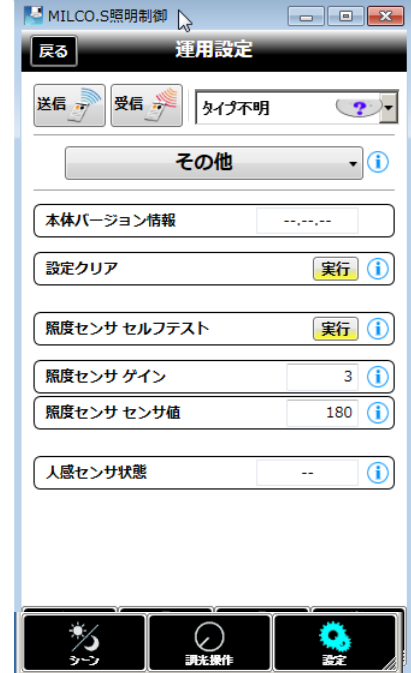 MILCO.S照明制御
戻る 運用設定
送信 受信 タイプ不明 ?
その他 i
本体バージョン情報 --.--.--
設定クリア 実行 i
照度センサ セルフテスト 実行 i
照度センサ ゲイン 3 i
照度センサ センサ値 180 i
人感センサ状態 -- i
シーン 調光操作 設定